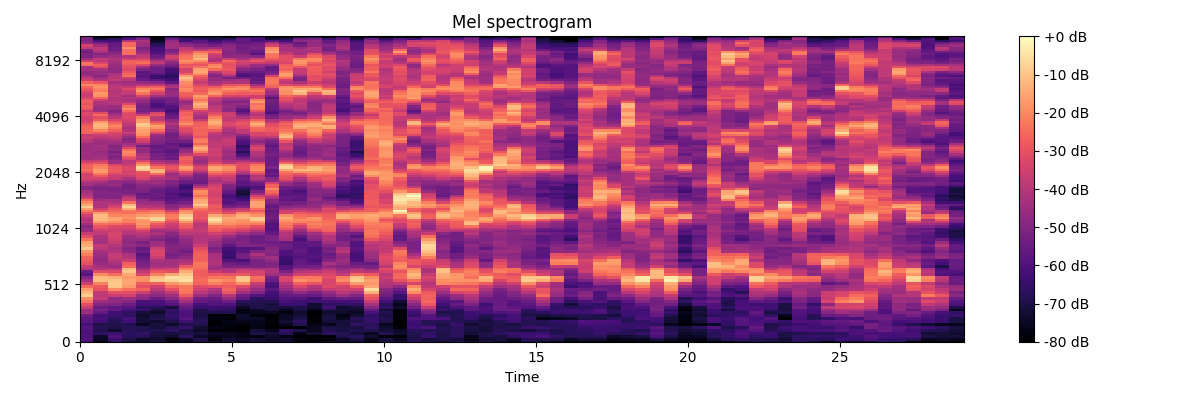 Mel spectrogram
8192
4096
2048
1024
512
0
Hz
0 5 10 15 20 25
Time
+0 dB
-10 dB
-20 dB
-30 dB
-40 dB
-50 dB
-60 dB
-70 dB
-80 dB